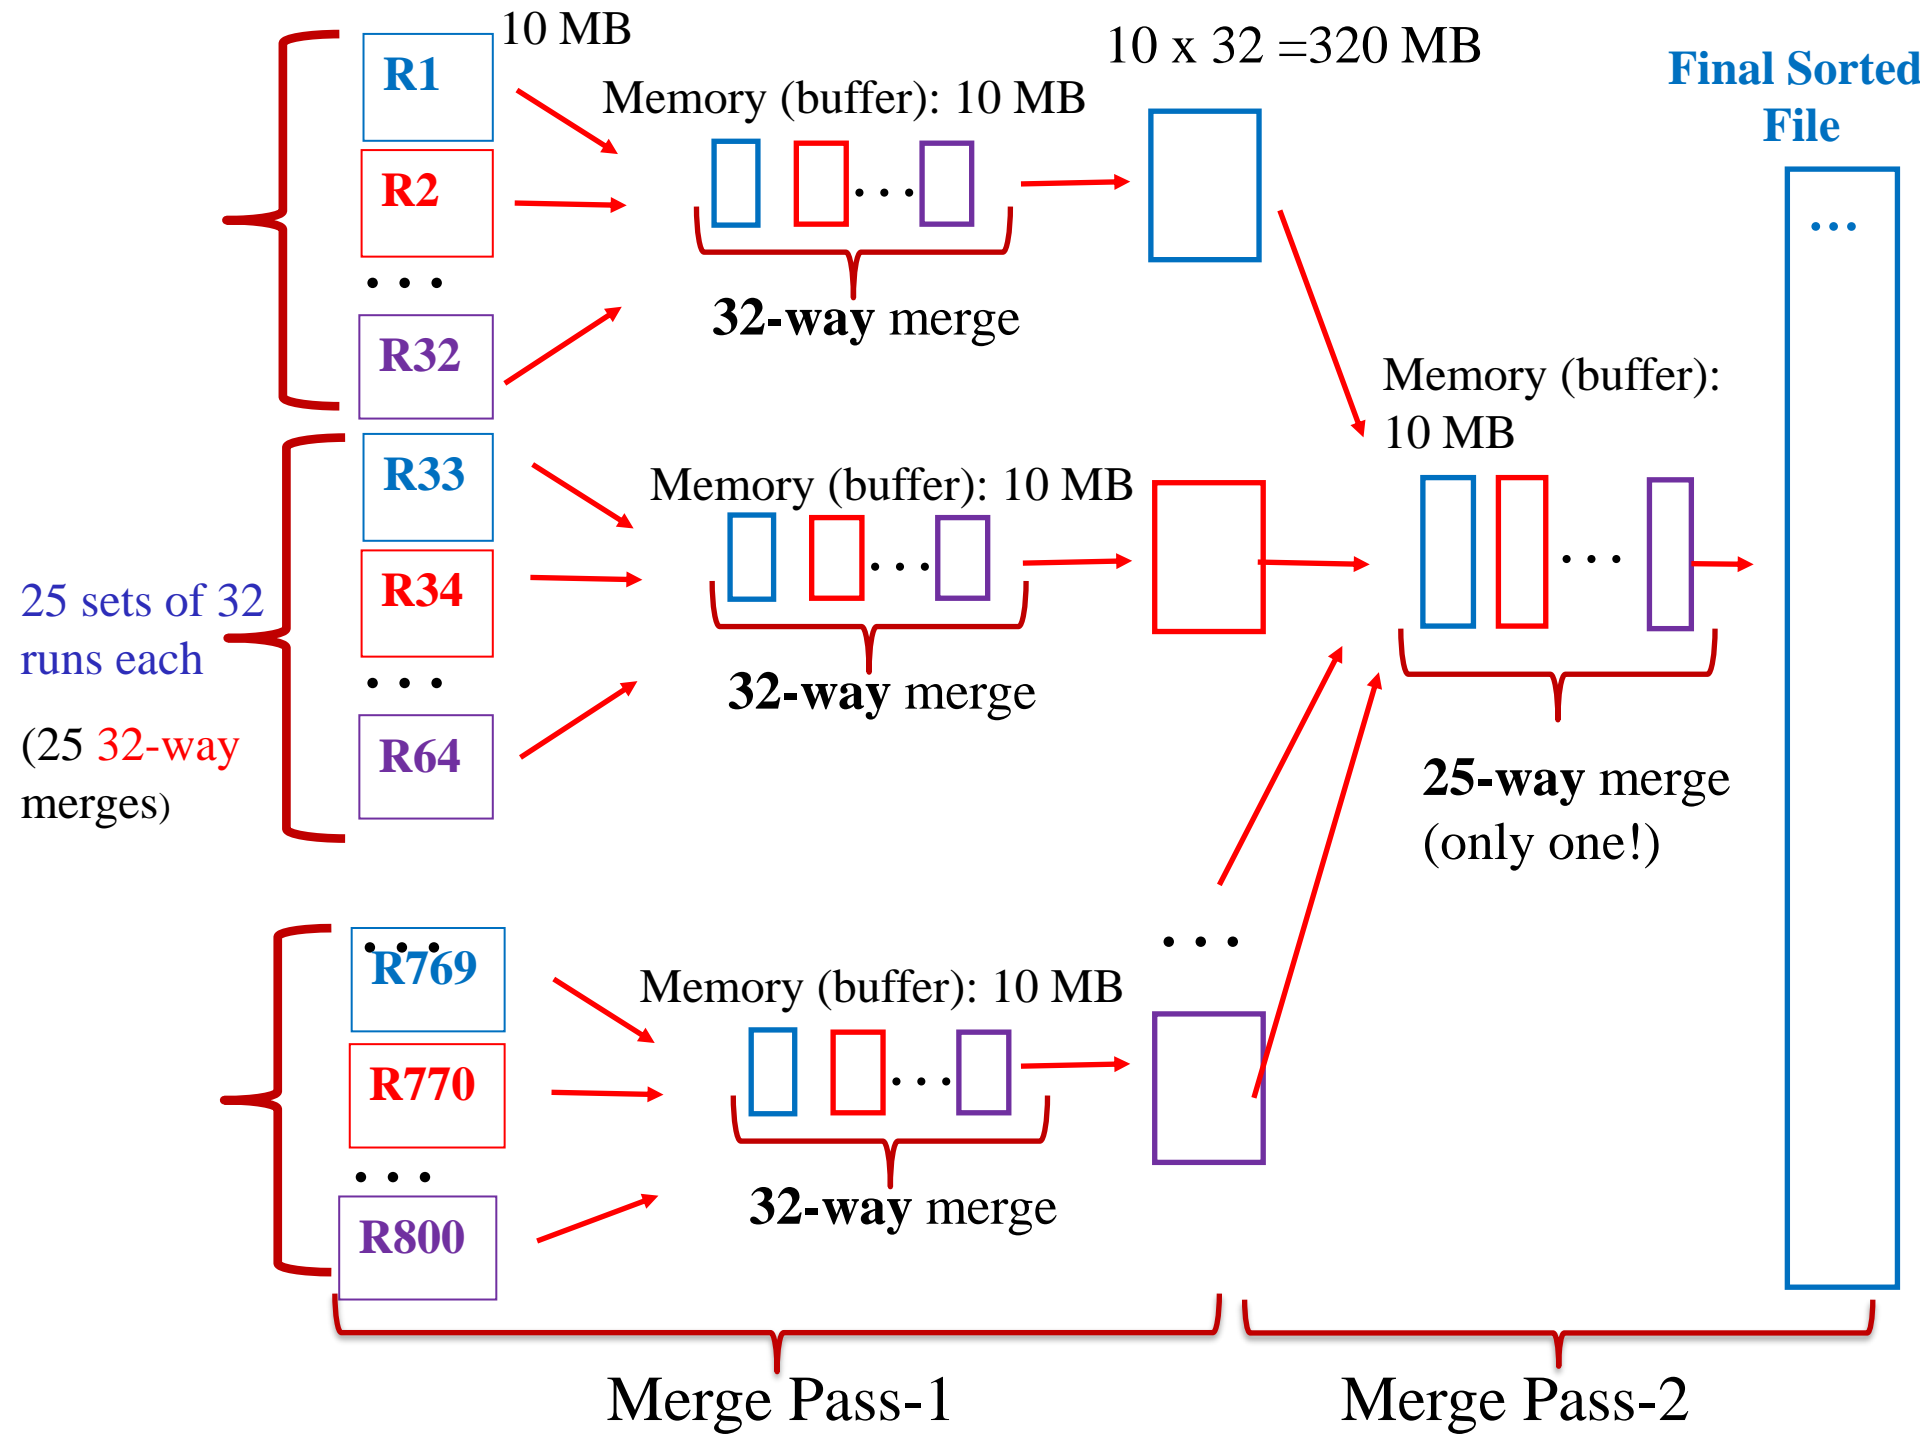 10 MB
10 x 32 =320 MB
Final Sorted
File
R1
Memory (buffer): 10 MB
R2
. . .
. . .
...
32-way merge
R32
Memory (buffer):
10 MB
R33
Memory (buffer): 10 MB
R34
. . .
. . .
25 sets of 32
runs each
. . .
32-way merge
(25 32-way
merges)
R64
25-way merge
(only one!)
. . .
. . .
R769
Memory (buffer): 10 MB
R770
. . .
. . .
32-way merge
R800
Merge Pass-1
Merge Pass-2